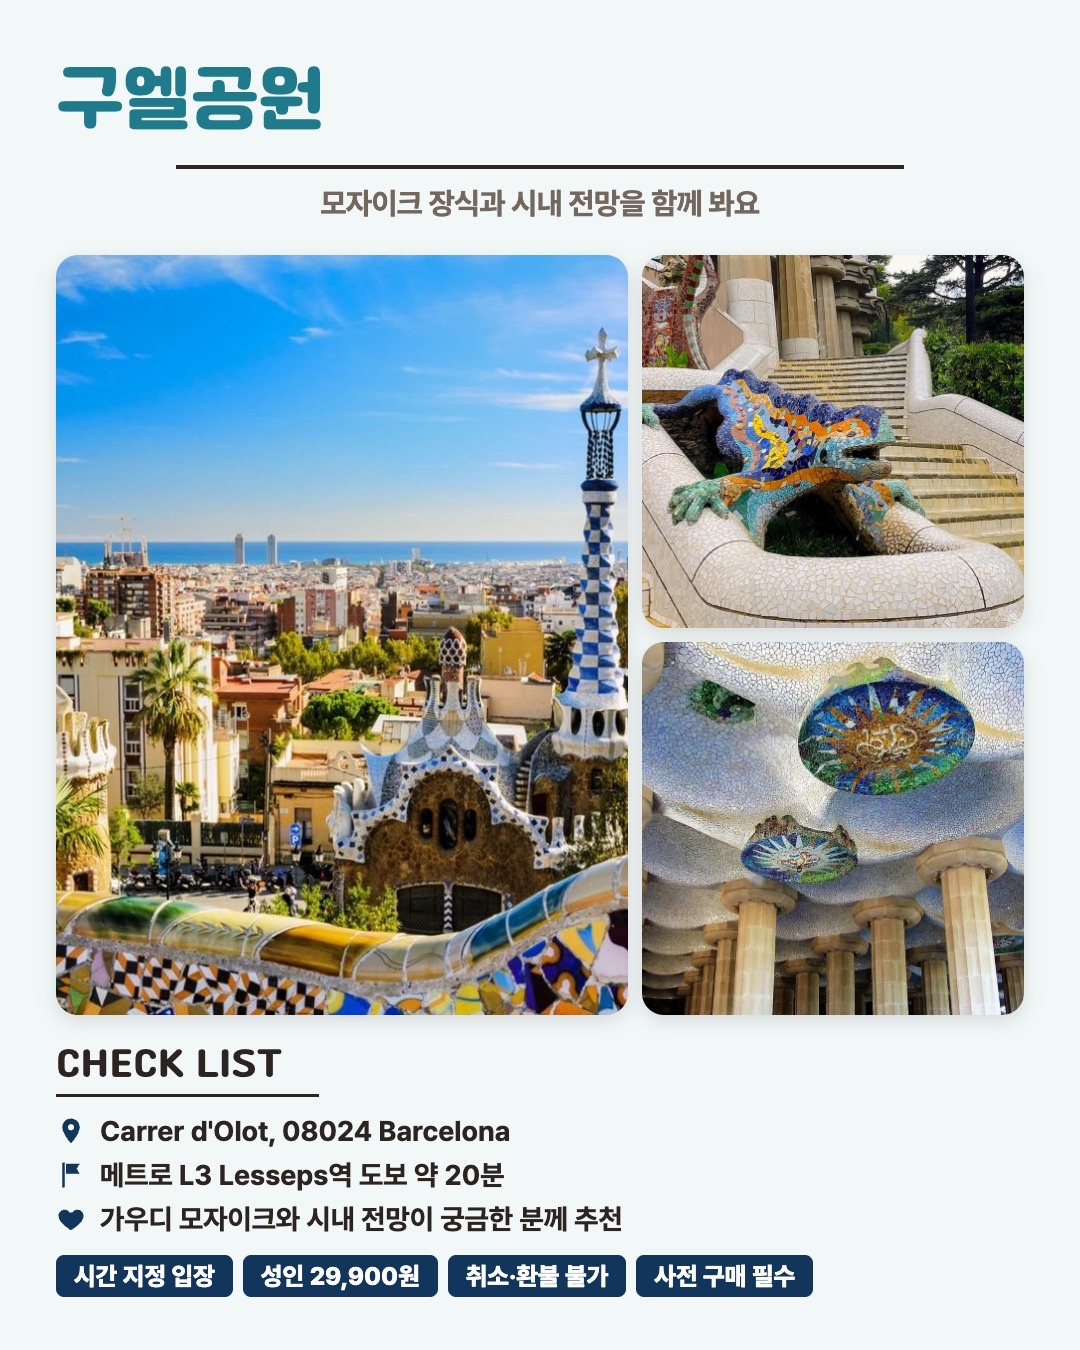 구엘공원
모자이크 장식과 시내 전망을 함께 봐요
CHECK LIST
Carrer d'Olot, 08024 Barcelona
메트로 L3 Lesseps역 도보 약 20분
가우디 모자이크와 시내 전망이 궁금한 분께 추천
시간 지정 입장 성인 29,900원 취소·환불 불가 사전 구매 필수